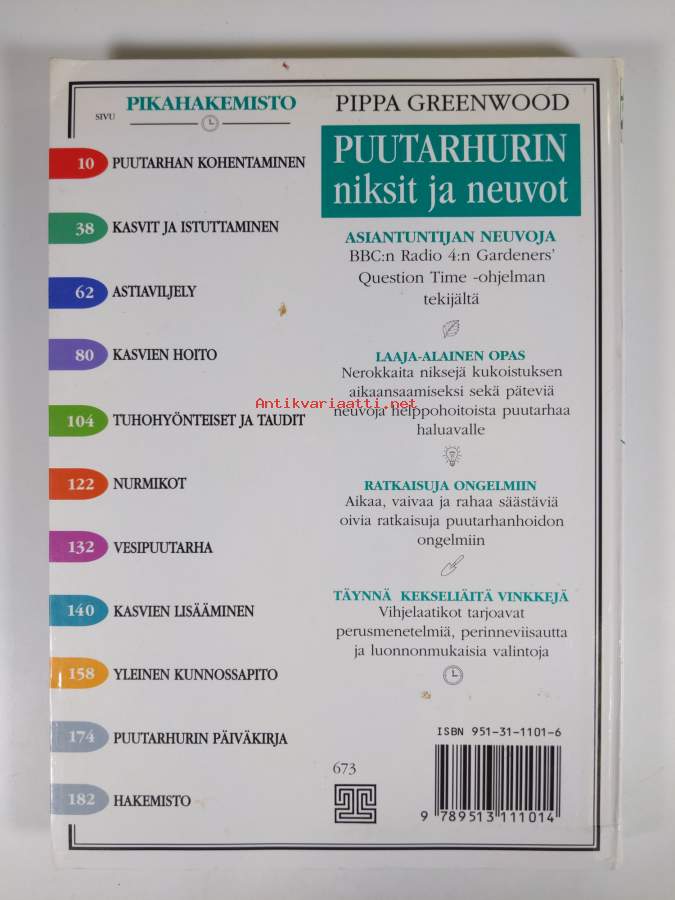 SIVU PIKAHAKEMISTO
10 PUUTARHAN KOHENTAMINEN
38 KASVIT JA ISTUTTAMINEN
62 ASTIAVILJELY
80 KASVIEN HOITO
104 TUHOHYÖNTEISET JA TAUDIT
122 NURMIKOT
132 VESIPUUTARHA
140 KASVIEN LISÄÄMINEN
158 YLEINEN KUNNOSSAPITO
174 PUUTARHURIN PÄIVÄKIRJA
182 HAKEMISTO
PIPPA GREENWOOD
PUUTARHURIN
niksit ja neuvot
ASIANTUNTIJAN NEUVOJA
BBC:n Radio 4:n Gardeners'
Question Time -ohjelman
tekijältä
LAAJA-ALAINEN OPAS
Nerokkaita niksejä kukoistuksen
aikaansaamiseksi sekä päteviä
neuvoja helppohoitoista puutarhaa
haluavalle
RATKAISUJA ONGELMIIN
Aikaa, vaivaa ja rahaa säästäviä
oivia ratkaisuja puutarhanhoidon
ongelmiin
TÄYNNÄ KEKSELIÄITÄ VINKKEJÄ
Vihjelaatikot tarjoavat
perusmenetelmiä, perinneviisautta
ja luonnonmukaisia valintoja
ISBN 951-31-1101-6
673
9 789513 111014
Antikvariaatti.net